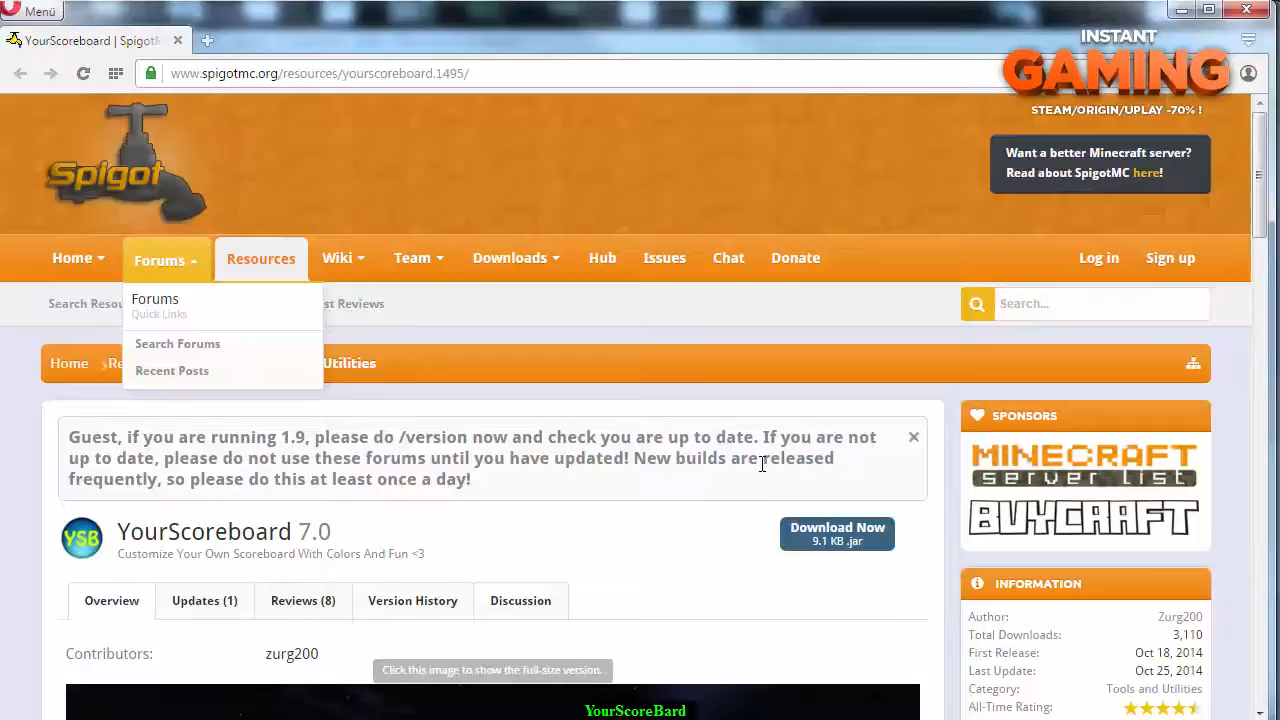 Menü
YourScoreboard | Spigot
www.spigotmc.org/resources/yourscoreboard.1495/
INSTANT
GAMING
STEAM/ORIGIN/UPLAY -70% !
Spigot
Want a better Minecraft server?
Read about SpigotMC here!
Home
Forums
Resources
Wiki
Team
Downloads
Hub
Issues
Chat
Donate
Log in
Sign up
Forums
Quick Links
Search Forums
Recent Posts
Search Resou
st Reviews
Search...
Home
Re
Utilities
Guest, if you are running 1.9, please do /version now and check you are up to date. If you are not
up to date, please do not use these forums until you have updated! New builds are released
frequently, so please do this at least once a day!
YSB
YourScoreboard 7.0
Customize Your Own Scoreboard With Colors And Fun <3
Download Now
9.1 KB .jar
Overview
Updates (1)
Reviews (8)
Version History
Discussion
Contributors: zurg200
Click this image to show the full-size version.
YourScoreBard
SPONSORS
MINECRAFT
server list
BUYCRAFT
INFORMATION
Author: Zurg200
Total Downloads: 3,110
First Release: Oct 18, 2014
Last Update: Oct 25, 2014
Category: Tools and Utilities
All-Time Rating: